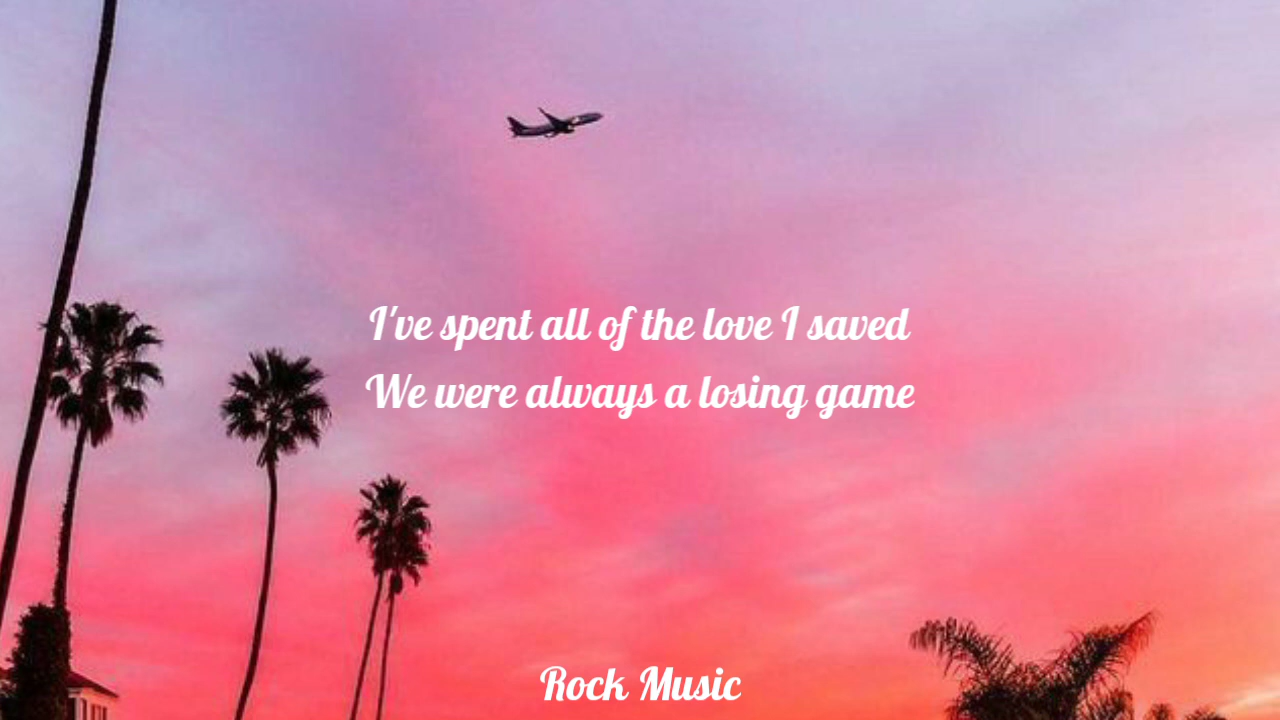 I've spent all of the love I saved
We were always a losing game
Rock Music